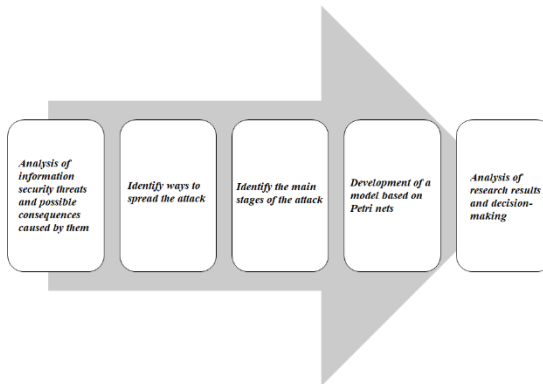 Analysis of
information
security threats
and possible
consequences
caused by them
Identify ways to
spread the attack
Identify the main
stages of the attack
Development of a
model based on
Petri nets
Analysis of
research results
and decision-
making